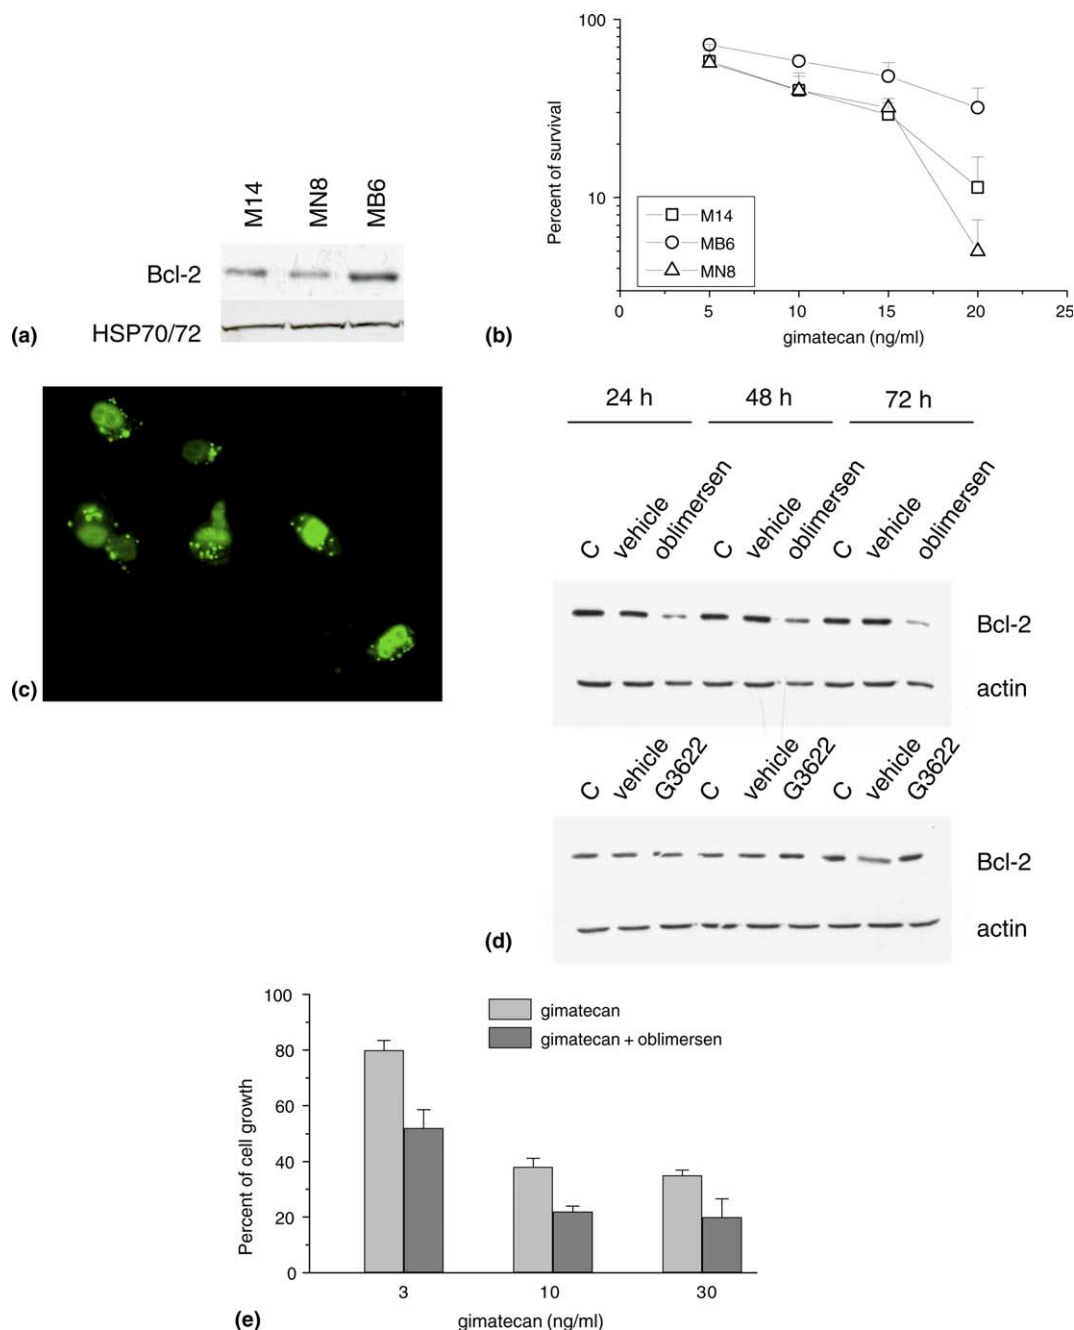 M14 MN8 MB6
Bcl-2
HSP70/72
(a)
100
10
Percent of survival
M14
MB6
MN8
0 5 10 15 20 25
gimatecan (ng/ml)
(b)
(c)
24 h 48 h 72 h
C vehicle oblimersen C vehicle oblimersen C vehicle oblimersen
Bcl-2
actin
C vehicle G3622 C vehicle G3622 C vehicle G3622
Bcl-2
actin
(d)
100
80
60
40
20
0
Percent of cell growth
gimatecan
gimatecan + oblimersen
3 10 30
gimatecan (ng/ml)
(e)